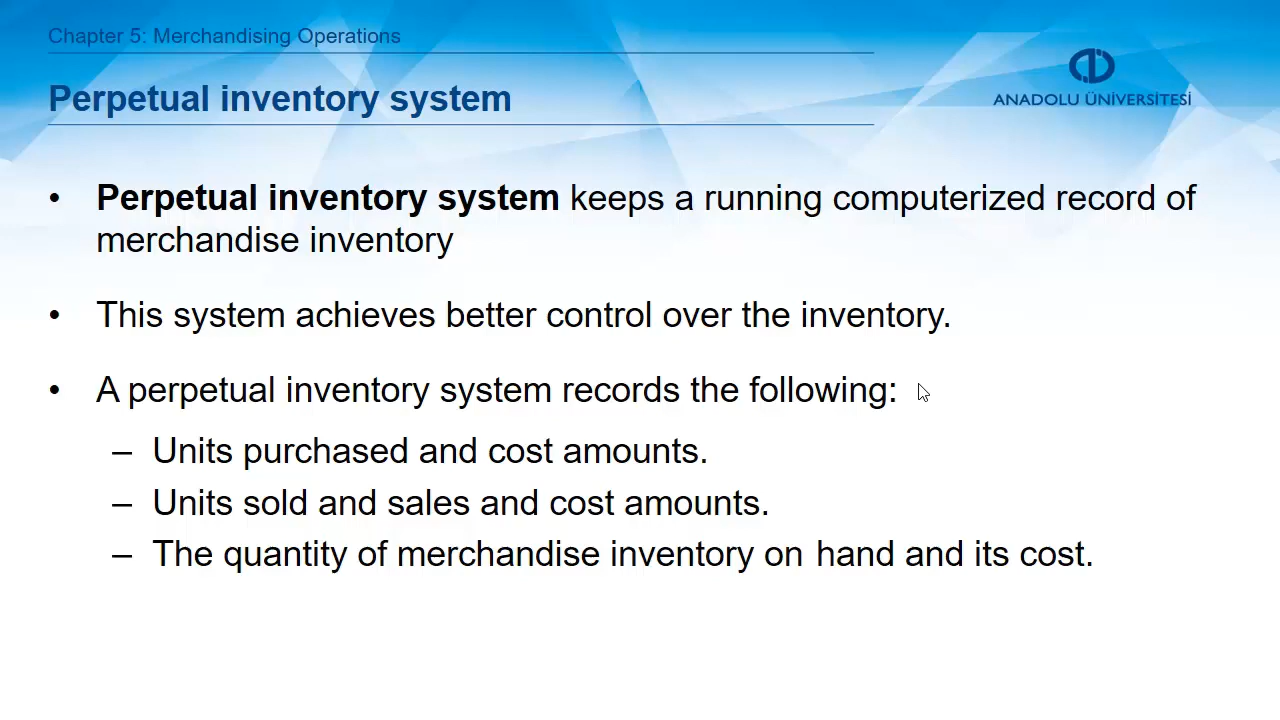 Chapter 5: Merchandising Operations
Perpetual inventory system
ANADOLU ÜNİVERSİTESİ
• Perpetual inventory system keeps a running computerized record of
merchandise inventory
• This system achieves better control over the inventory.
• A perpetual inventory system records the following:
– Units purchased and cost amounts.
– Units sold and sales and cost amounts.
– The quantity of merchandise inventory on hand and its cost.